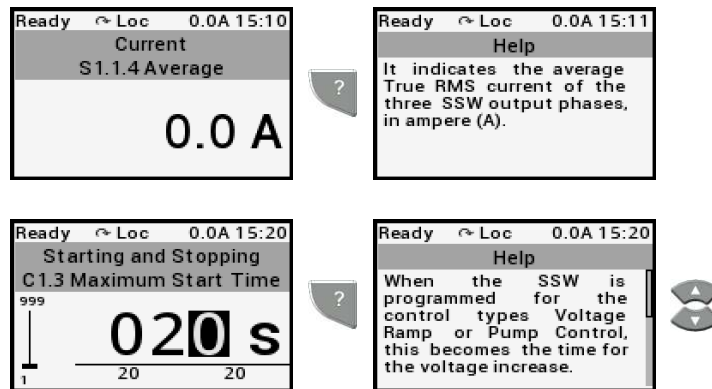 Ready ↷ Loc 0.0A 15:10
Current
S1.1.4 Average
0.0 A
?
Ready ↷ Loc 0.0A 15:11
Help
It indicates the average
True RMS current of the
three SSW output phases,
in ampere (A).
Ready ↷ Loc 0.0A 15:20
Starting and Stopping
C1.3 Maximum Start Time
999
020 s
1
20 20
?
Ready ↷ Loc 0.0A 15:20
Help
When the SSW is
programmed for the
control types Voltage
Ramp or Pump Control,
this becomes the time for
the voltage increase.